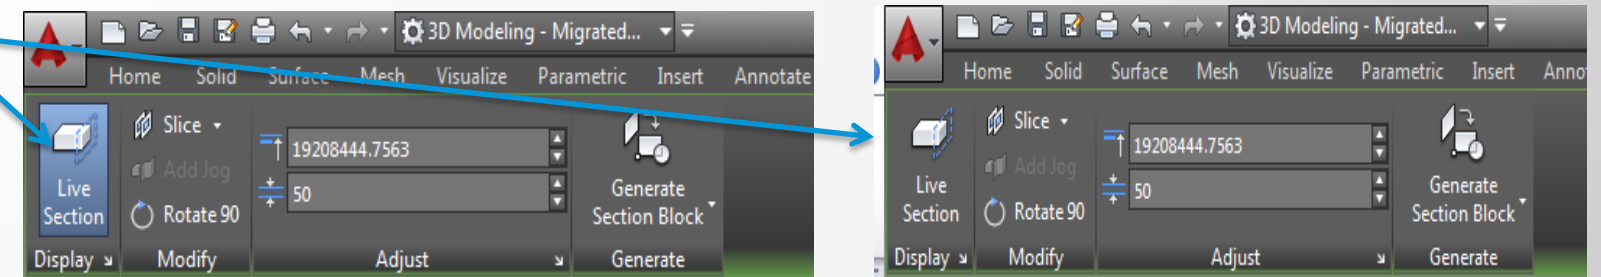 3D Modeling - Migrated...
Home Solid Surface Mesh Visualize Parametric Insert Annotate
Live
Section
Slice
Add Jog
Rotate 90
19208444.7563
50
Generate
Section Block
Display Modify Adjust Generate
3D Modeling - Migrated...
Home Solid Surface Mesh Visualize Parametric Insert Anno
Live
Section
Slice
Add Jog
Rotate 90
19208444.7563
50
Generate
Section Block
Display Modify Adjust Generate